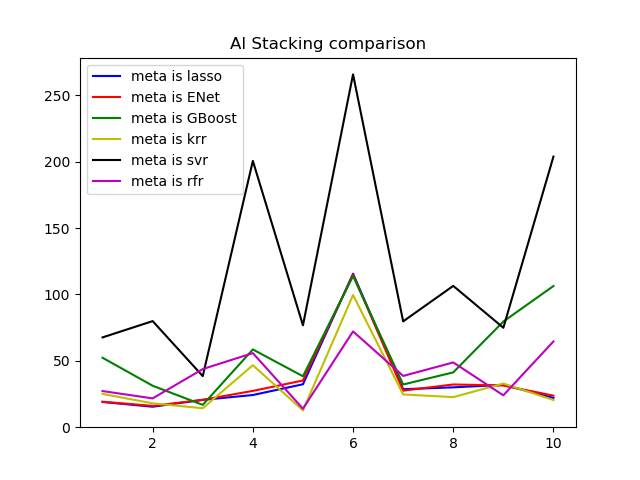 Al Stacking comparison
meta is lasso
meta is ENet
meta is GBoost
meta is krr
meta is svr
meta is rfr
250
200
150
100
50
0
2 4 6 8 10